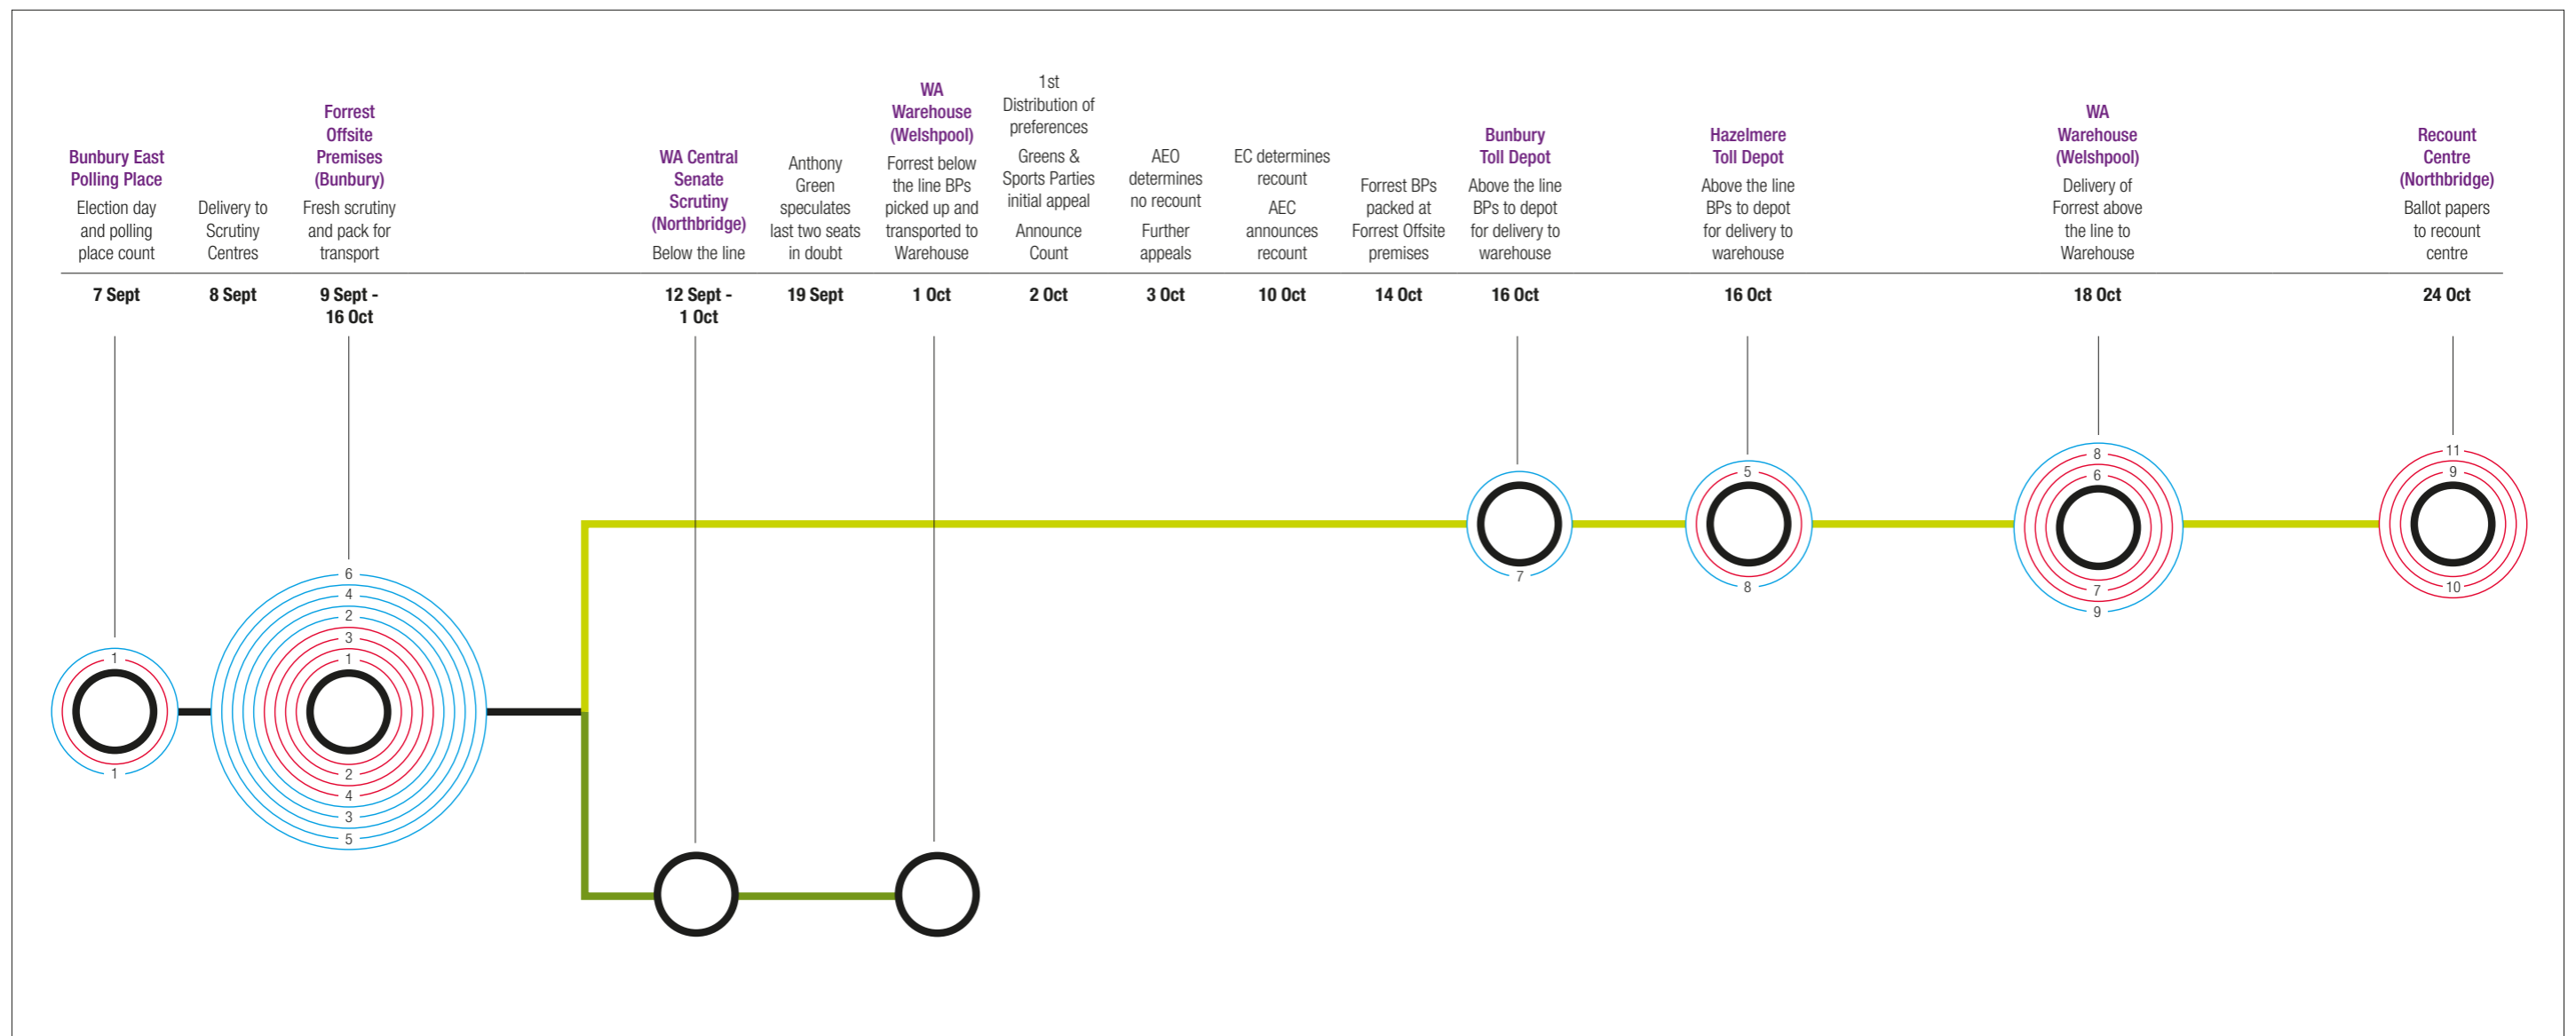 Bunbury East
Polling Place
Election day
and polling
place count
7 Sept
Delivery to
Scrutiny
Centres
8 Sept
Forrest
Offsite
Premises
(Bunbury)
Fresh scrutiny
and pack for
transport
9 Sept -
16 Oct
WA Central
Senate
Scrutiny
(Northbridge)
Below the line
12 Sept -
1 Oct
Anthony
Green
speculates
last two seats
in doubt
19 Sept
WA
Warehouse
(Welshpool)
Forrest below
the line BPs
picked up and
transported to
Warehouse
1 Oct
1st
Distribution of
preferences
Greens &
Sports Parties
initial appeal
Announce
Count
2 Oct
AEO
determines
no recount
Further
appeals
3 Oct
EC determines
recount
AEC
announces
recount
10 Oct
Forrest BPs
packed at
Forrest Offsite
premises
14 Oct
Bunbury
Toll Depot
Above the line
BPs to depot
for delivery to
warehouse
16 Oct
Hazelmere
Toll Depot
Above the line
BPs to depot
for delivery to
warehouse
16 Oct
WA
Warehouse
(Welshpool)
Delivery of
Forrest above
the line to
Warehouse
18 Oct
Recount
Centre
(Northbridge)
Ballot papers
to recount
centre
24 Oct
1
1
6
4
2
3
1
2
4
3
5
7
5
8
8
6
7
9
11
9
10